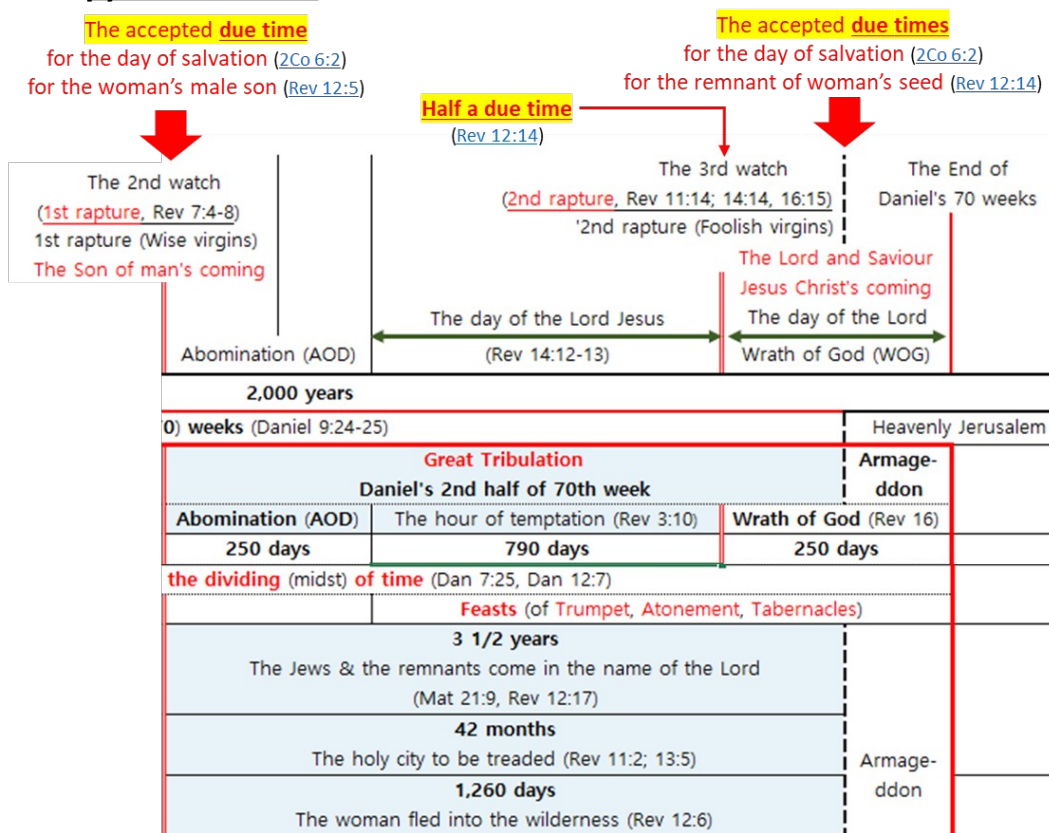 The accepted due time
for the day of salvation (2Co 6:2)
for the woman's male son (Rev 12:5)
The accepted due times
for the day of salvation (2Co 6:2)
for the remnant of woman's seed (Rev 12:14)
Half a due time
(Rev 12:14)
The 2nd watch
(1st rapture, Rev 7:4-8)
1st rapture (Wise virgins)
The Son of man's coming
The 3rd watch
(2nd rapture, Rev 11:14; 14:14, 16:15)
'2nd rapture (Foolish virgins)
The End of
Daniel's 70 weeks
The Lord and Saviour
Jesus Christ's coming
The day of the Lord Jesus
(Rev 14:12-13)
The day of the Lord
Abomination (AOD)
Wrath of God (WOG)
2,000 years
0) weeks (Daniel 9:24-25)
Heavenly Jerusalem
Great Tribulation
Daniel's 2nd half of 70th week
Armage-
ddon
Abomination (AOD)
The hour of temptation (Rev 3:10)
Wrath of God (Rev 16)
250 days
790 days
250 days
the dividing (midst) of time (Dan 7:25, Dan 12:7)
Feasts (of Trumpet, Atonement, Tabernacles)
3 1/2 years
The Jews & the remnants come in the name of the Lord
(Mat 21:9, Rev 12:17)
42 months
The holy city to be treaded (Rev 11:2; 13:5)
Armage-
ddon
1,260 days
The woman fled into the wilderness (Rev 12:6)